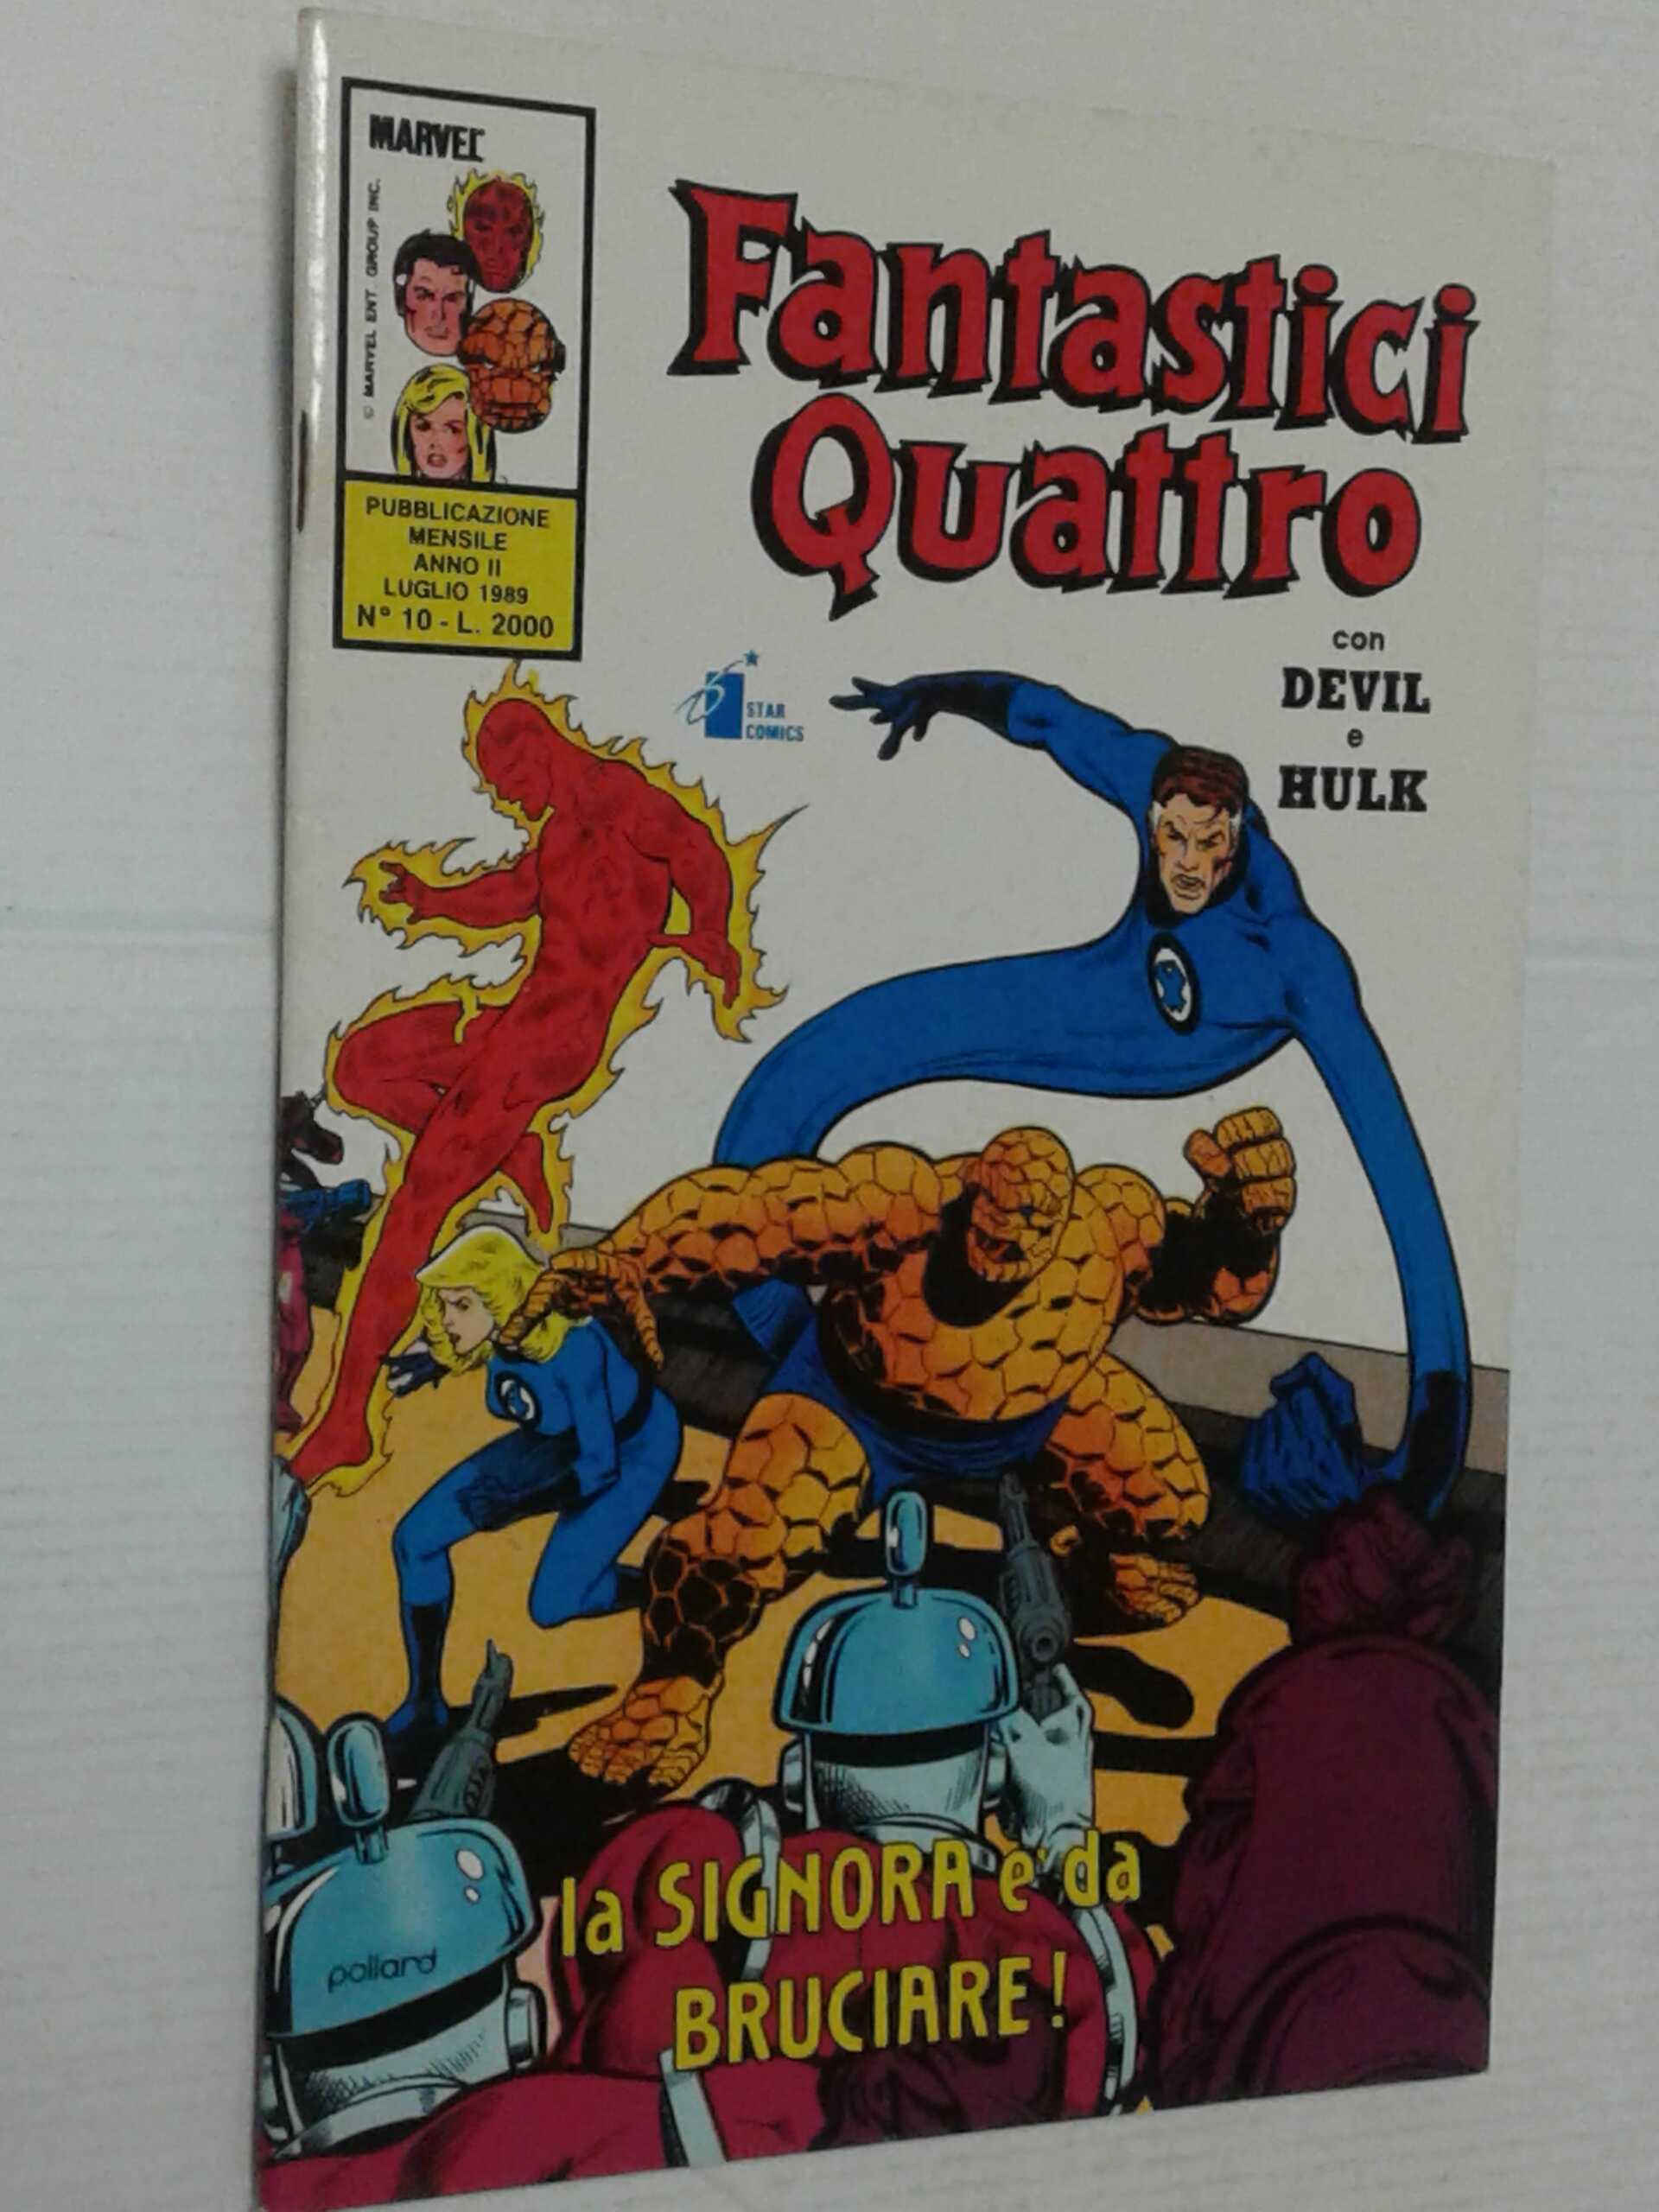 MARVEL
© MARVEL ENT. GROUP INC.
PUBBLICAZIONE
MENSILE
ANNO II
LUGLIO 1989
N° 10 - L. 2000
Fantastici
Quattro
con
DEVIL
e
HULK
STAR
COMICS
pollard
la SIGNORA è da
BRUCIARE!